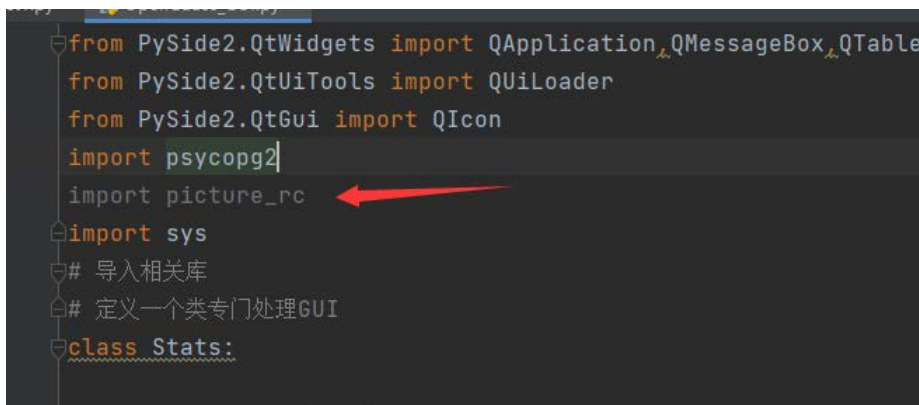 from PySide2.QtWidgets import QApplication,QMessageBox,QTable
from PySide2.QtUiTools import QUiLoader
from PySide2.QtGui import QIcon
import psycopg2
import picture_rc
import sys
# 导入相关库
# 定义一个类专门处理GUI
class Stats: